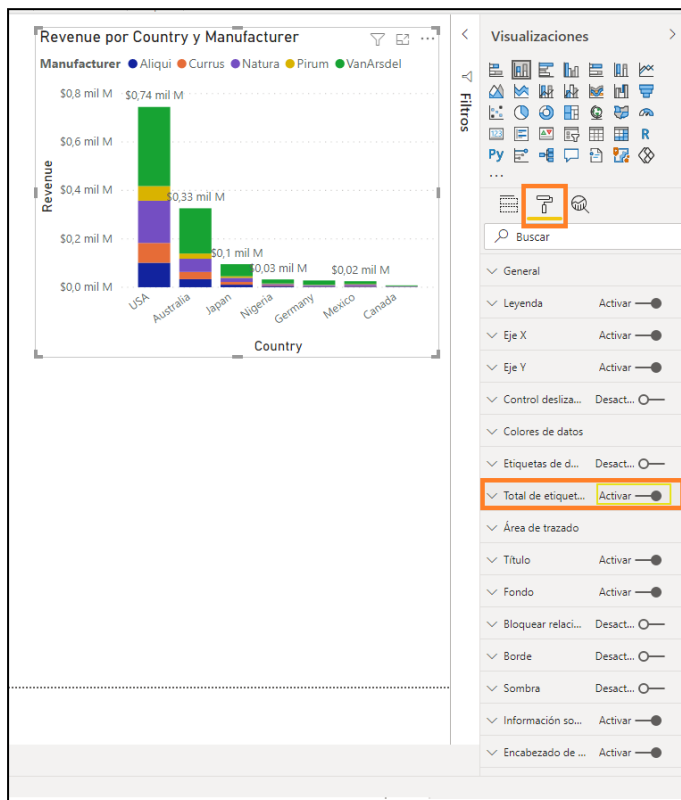 Revenue por Country y Manufacturer
Manufacturer Aliqui Currus Natura Pirum VanArsdel
Revenue
$0,8 mil M
$0,6 mil M
$0,4 mil M
$0,2 mil M
$0,0 mil M
$0,74 mil M
$0,33 mil M
$0,1 mil M
$0,03 mil M
$0,02 mil M
USA
Australia
Japan
Nigeria
Germany
Mexico
Canada
Country
Filtros
Visualizaciones
123
R
Py
...
Buscar
General
Leyenda Activar
Eje X Activar
Eje Y Activar
Control desliza... Desact...
Colores de datos
Etiquetas de d... Desact...
Total de etiquet... Activar
Área de trazado
Título Activar
Fondo Activar
Bloquear relaci... Desact...
Borde Desact...
Sombra Desact...
Información so... Activar
Encabezado de ... Activar